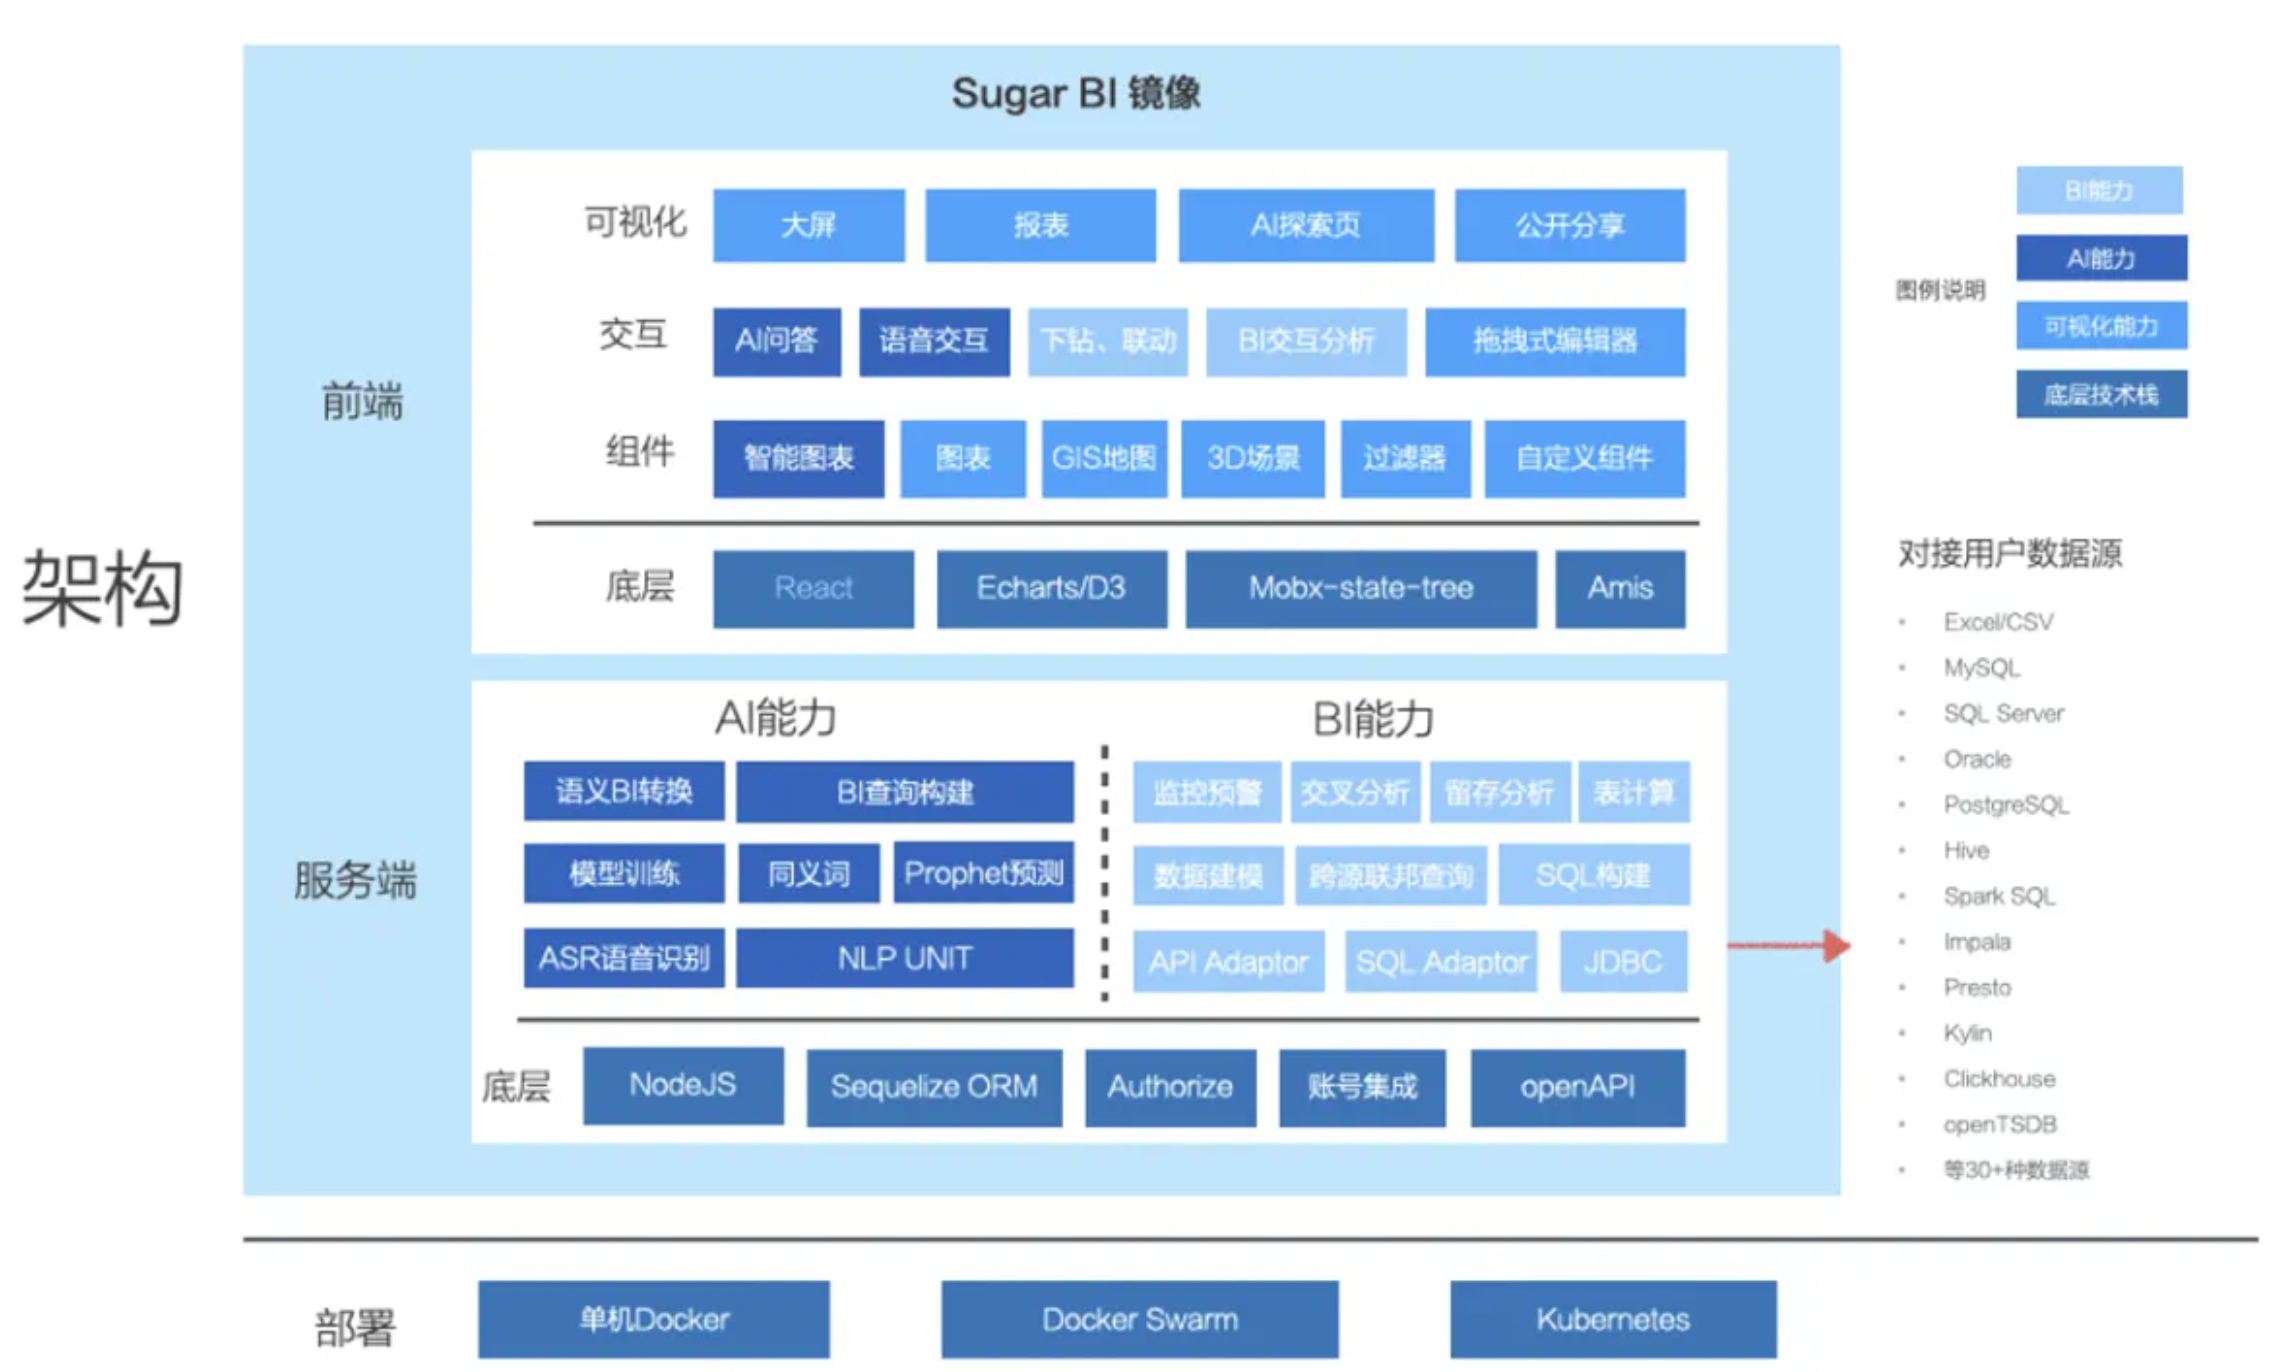 架构
Sugar BI 镜像
前端
可视化
大屏
报表
AI探索页
公开分享
交互
AI问答
语音交互
下钻、联动
BI交互分析
拖拽式编辑器
组件
智能图表
图表
GIS地图
3D场景
过滤器
自定义组件
底层
React
Echarts/D3
Mobx-state-tree
Amis
服务端
AI能力
语义BI转换
BI查询构建
模型训练
同义词
Prophet预测
ASR语音识别
NLP UNIT
BI能力
监控预警
交叉分析
留存分析
表计算
数据建模
跨源联邦查询
SQL构建
API Adaptor
SQL Adaptor
JDBC
底层
NodeJS
Sequelize ORM
Authorize
账号集成
openAPI
图例说明
BI能力
AI能力
可视化能力
底层技术栈
对接用户数据源
• Excel/CSV
• MySQL
• SQL Server
• Oracle
• PostgreSQL
• Hive
• Spark SQL
• Impala
• Presto
• Kylin
• Clickhouse
• openTSDB
• 等30+种数据源
部署
单机Docker
Docker Swarm
Kubernetes